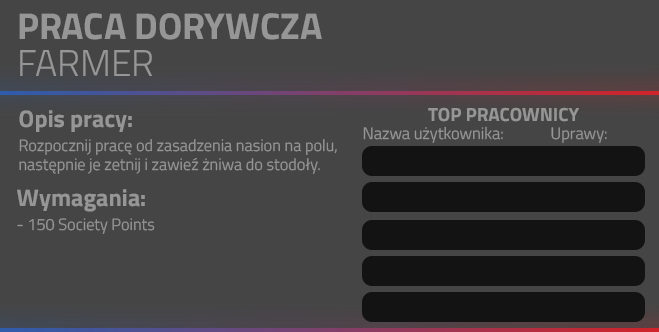 PRACA DORYWCZA
FARMER
Opis pracy:
Rozpocznij pracę od zasadzenia nasion na polu,
następnie je zetnij i zawieź żniwa do stodoły.
Wymagania:
- 150 Society Points
TOP PRACOWNICY
Nazwa użytkownika: Uprawy: